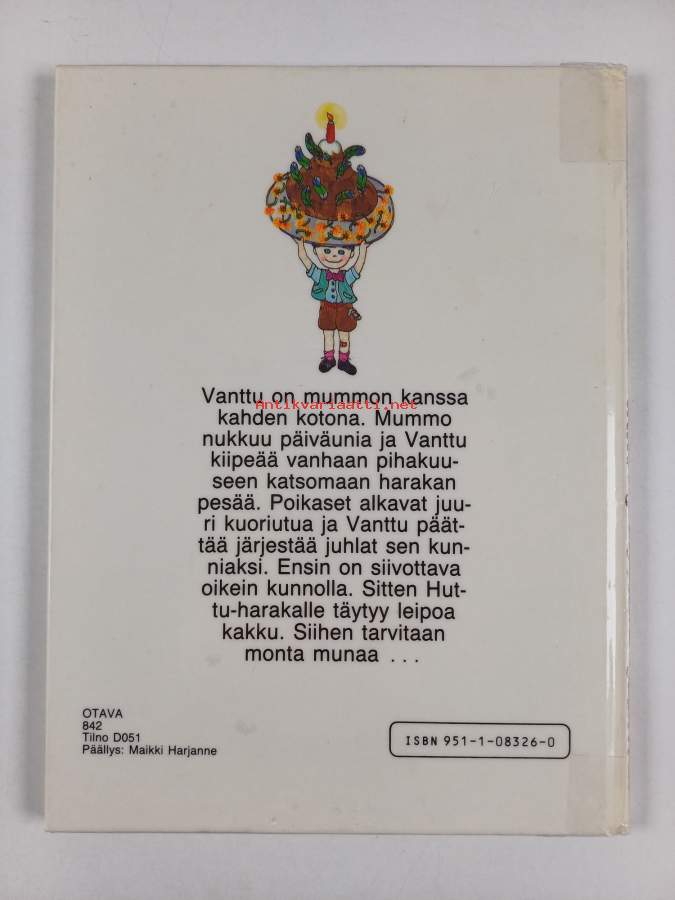 Vanttu on mummon kanssa
Antikvariaatti.net
kahden kotona. Mummo
nukkuu päiväunia ja Vanttu
kiipeää vanhaan pihakuu-
seen katsomaan harakan
pesää. Poikaset alkavat juu-
ri kuoriutua ja Vanttu päät-
tää järjestää juhlat sen kun-
niaksi. Ensin on siivottava
oikein kunnolla. Sitten Hut-
tu-harakalle täytyy leipoa
kakku. Siihen tarvitaan
monta munaa ...
OTAVA
842
Tilno D051
Päällys: Maikki Harjanne
ISBN 951-1-08326-0